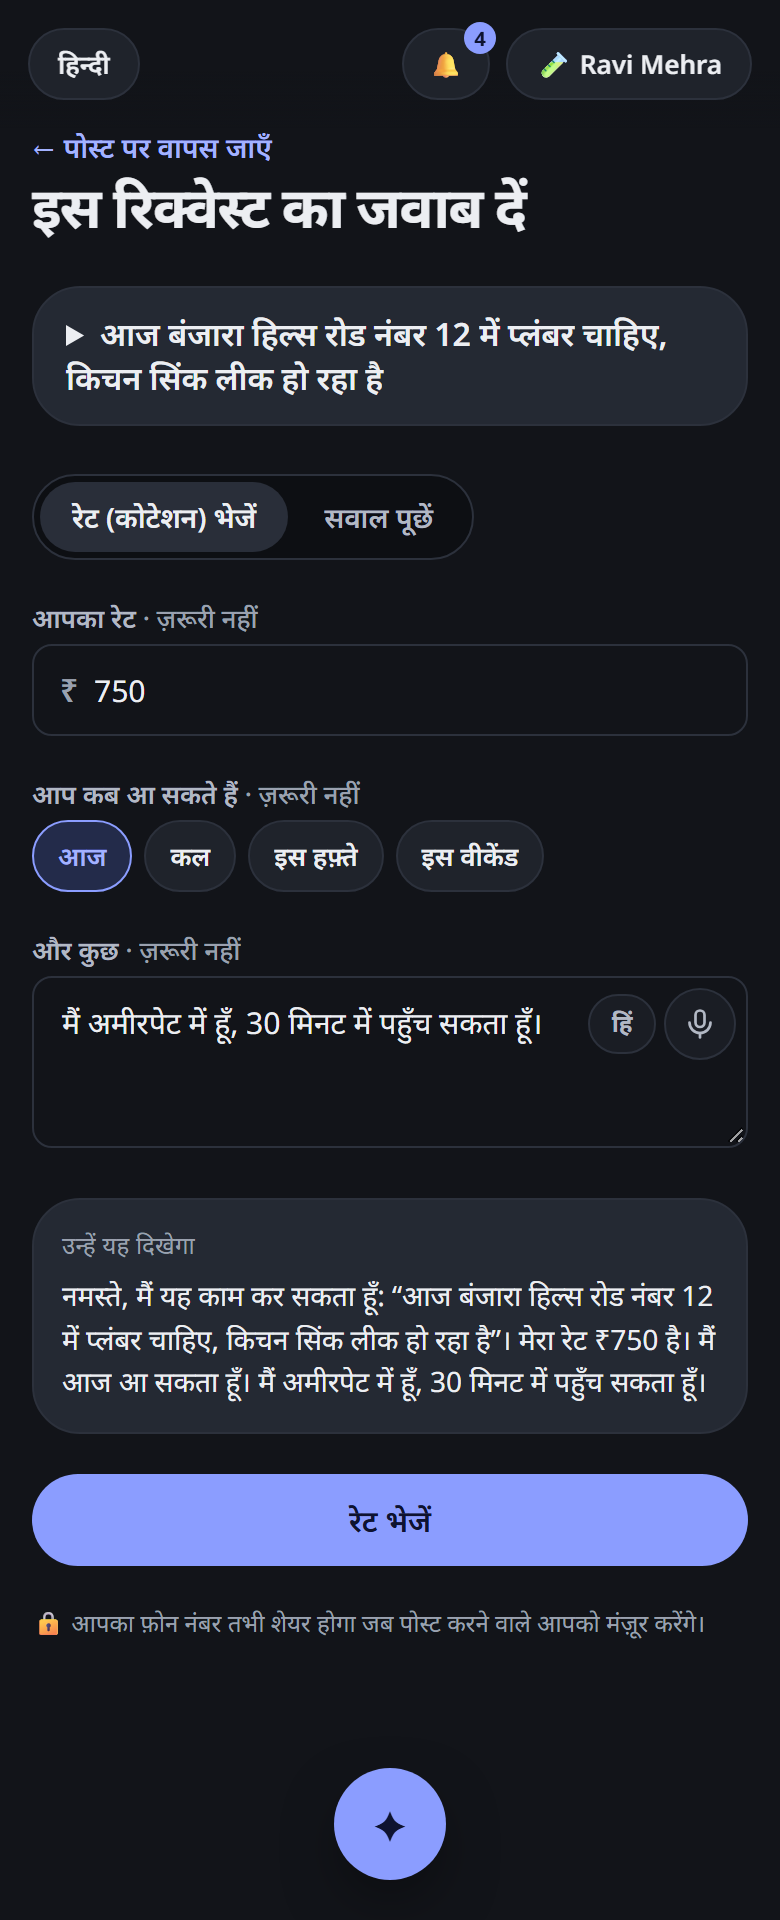 हिन्दी
4
Ravi Mehra
← पोस्ट पर वापस जाएँ
इस रिक्वेस्ट का जवाब दें
▶ आज बंजारा हिल्स रोड नंबर 12 में प्लंबर चाहिए,
किचन सिंक लीक हो रहा है
रेट (कोटेशन) भेजें
सवाल पूछें
आपका रेट · ज़रूरी नहीं
₹ 750
आप कब आ सकते हैं · ज़रूरी नहीं
आज
कल
इस हफ़्ते
इस वीकेंड
और कुछ · ज़रूरी नहीं
मैं अमीरपेट में हूँ, 30 मिनट में पहुँच सकता हूँ।
हिं
उन्हें यह दिखेगा
नमस्ते, मैं यह काम कर सकता हूँ: “आज बंजारा हिल्स रोड नंबर 12
में प्लंबर चाहिए, किचन सिंक लीक हो रहा है”। मेरा रेट ₹750 है। मैं
आज आ सकता हूँ। मैं अमीरपेट में हूँ, 30 मिनट में पहुँच सकता हूँ।
रेट भेजें
आपका फ़ोन नंबर तभी शेयर होगा जब पोस्ट करने वाले आपको मंज़ूर करेंगे।